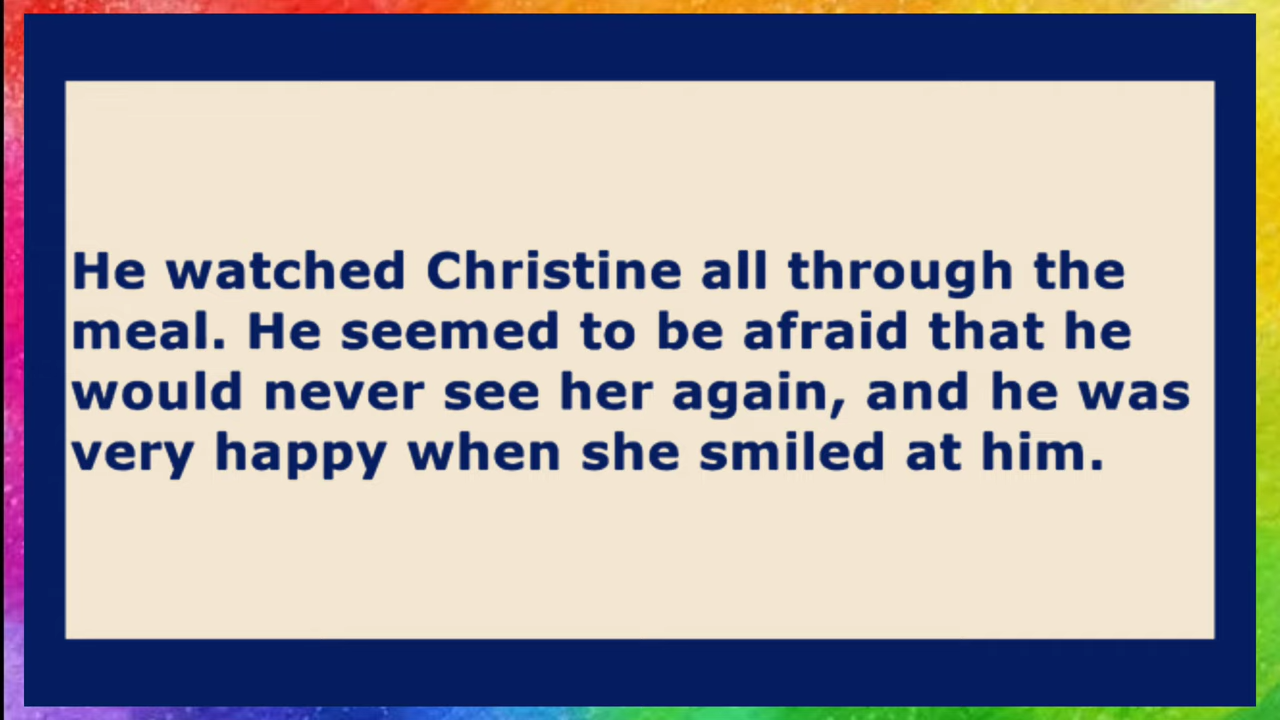 He watched Christine all through the
meal. He seemed to be afraid that he
would never see her again, and he was
very happy when she smiled at him.